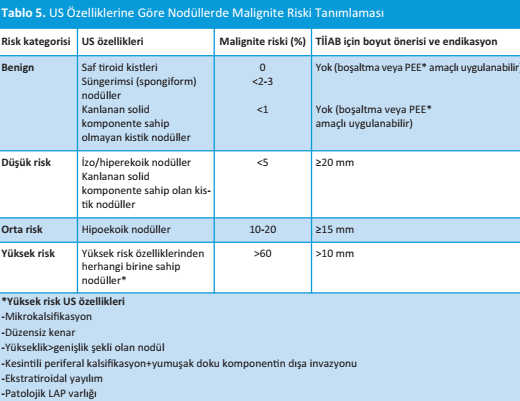 Tablo 5. US Özelliklerine Göre Nodüllerde Malignite Riski Tanımlaması
Risk kategorisi US özellikleri Malignite riski (%) TİİAB için boyut önerisi ve endikasyon
Benign Saf tiroid kistleri 0 Yok (boşaltma veya PEE* amaçlı uygulanabilir)
Süngerimsi (spongiform) <2-3
nodüller
Kanlanan solid <1 Yok (boşaltma veya PEE*
komponente sahip amaçlı uygulanabilir)
olmayan kistik nodüller
Düşük risk İzo/hiperekoik nodüller <5 ≥20 mm
Kanlanan solid
komponente sahip olan kis-
tik nodüller
Orta risk Hipoekoik nodüller 10-20 ≥15 mm
Yüksek risk Yüksek risk özelliklerinden >60 >10 mm
herhangi birine sahip
nodüller*
*Yüksek risk US özellikleri
-Mikrokalsifikasyon
-Düzensiz kenar
-Yükseklik>genişlik şekli olan nodül
-Kesintili periferal kalsifikasyon+yumuşak doku komponentin dışa invazyonu
-Ekstratiroidal yayılım
-Patolojik LAP varlığı